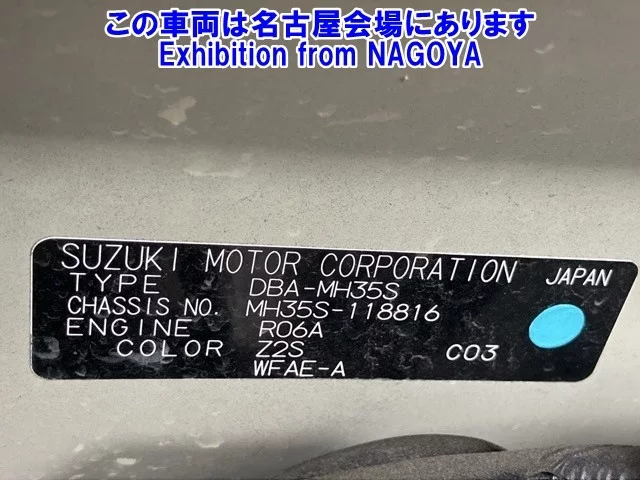 この車両は名古屋会場にあります
Exhibition from NAGOYA
SUZUKI MOTOR CORPORATION JAPAN
TYPE DBA-MH35S
CHASSIS NO. MH35S-118816
ENGINE R06A
COLOR Z2S C03
WFAE-A